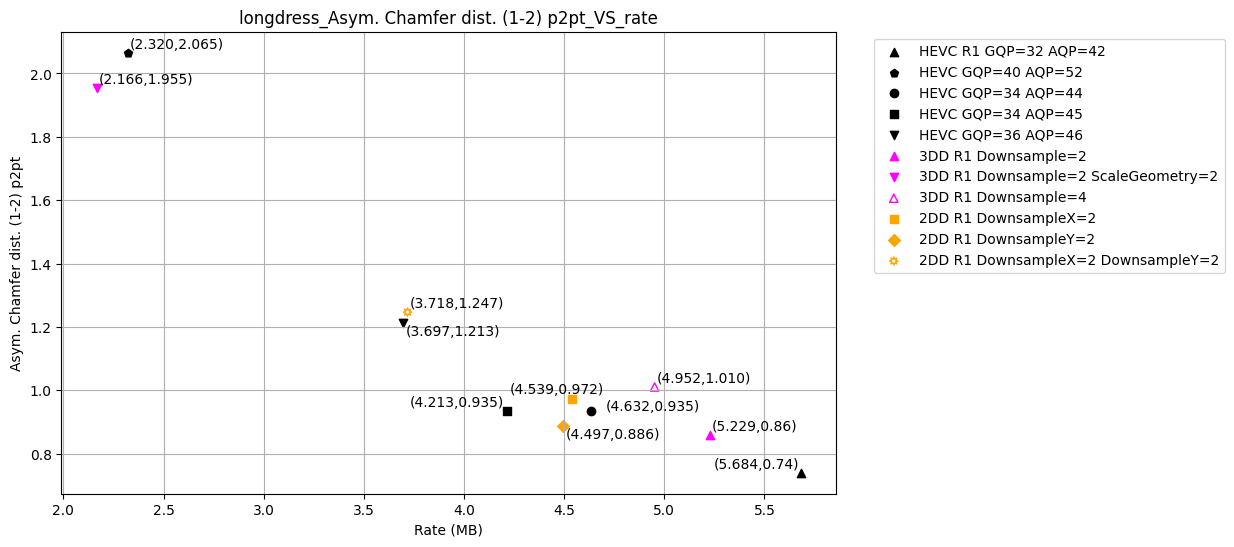 longdress_Asym. Chamfer dist. (1-2) p2pt_VS_rate
Asym. Chamfer dist. (1-2) p2pt
2.0
1.8
1.6
1.4
1.2
1.0
0.8
(2.320,2.065)
(2.166,1.955)
(3.718,1.247)
(3.697,1.213)
(4.952,1.010)
(4.539,0.972)
(4.213,0.935)
(4.632,0.935)
(4.497,0.886)
(5.229,0.86)
(5.684,0.74)
2.0 2.5 3.0 3.5 4.0 4.5 5.0 5.5
Rate (MB)
HEVC R1 GQP=32 AQP=42
HEVC GQP=40 AQP=52
HEVC GQP=34 AQP=44
HEVC GQP=34 AQP=45
HEVC GQP=36 AQP=46
3DD R1 Downsample=2
3DD R1 Downsample=2 ScaleGeometry=2
3DD R1 Downsample=4
2DD R1 DownsampleX=2
2DD R1 DownsampleY=2
2DD R1 DownsampleX=2 DownsampleY=2